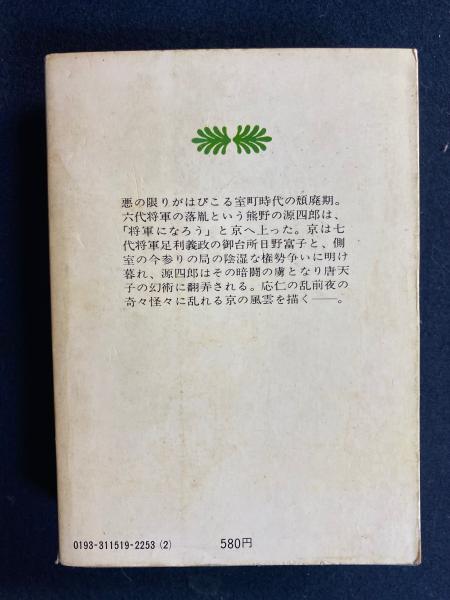 悪の限りがはびこる室町時代の頽廃期。
六代将軍の落胤という熊野の源四郎は、
「将軍になろう」と京へ上った。京は七
代将軍足利義政の御台所日野富子と、側
室の今参りの局の陰湿な権勢争いに明け
暮れ、源四郎はその暗闘の虜となり唐天
子の幻術に翻弄される。応仁の乱前夜の
奇々怪々に乱れる京の風雲を描く──。
0193-311519-2253 (2)
580円